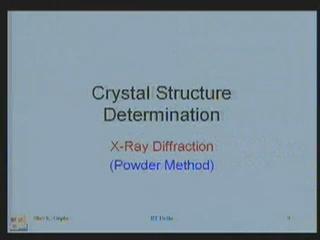 Crystal Structure
Determination
X-Ray Diffraction
(Powder Method)